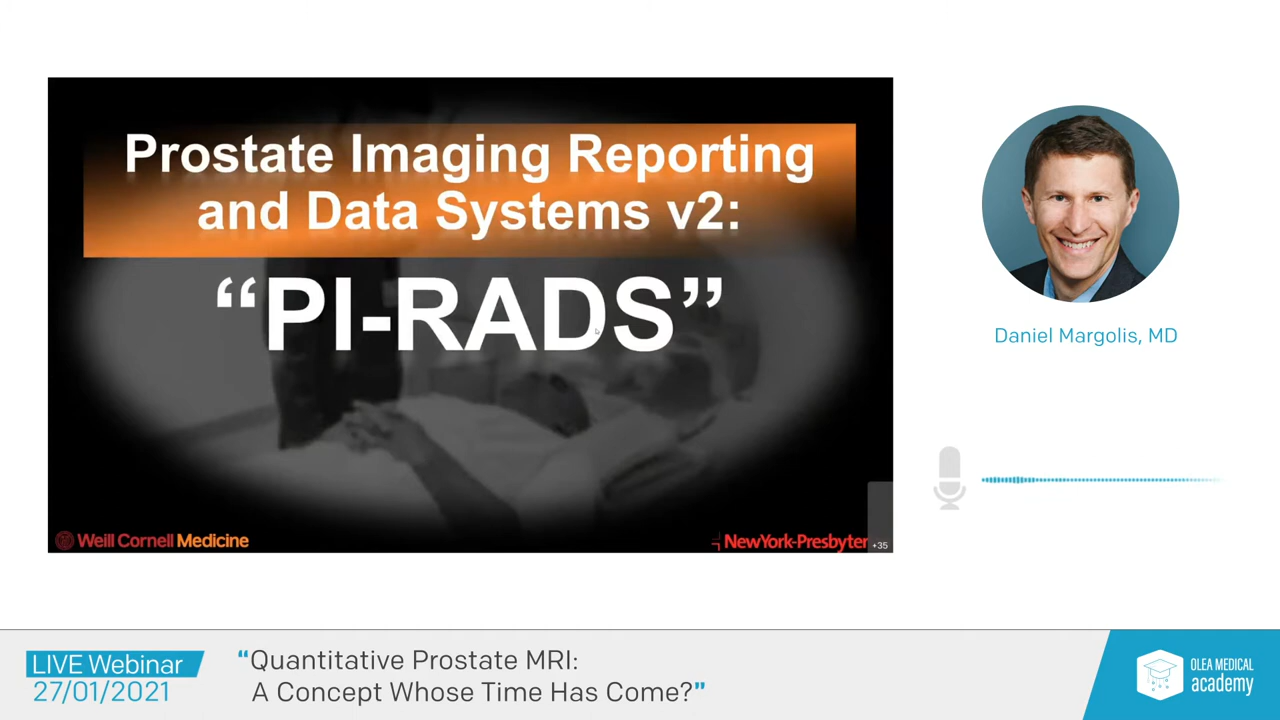 Prostate Imaging Reporting
and Data Systems v2:
“PI-RADS”
Weill Cornell Medicine
NewYork-Presbyter
+35
Daniel Margolis, MD
LIVE Webinar
27/01/2021
“Quantitative Prostate MRI:
A Concept Whose Time Has Come?”
OLEA MEDICAL
academy